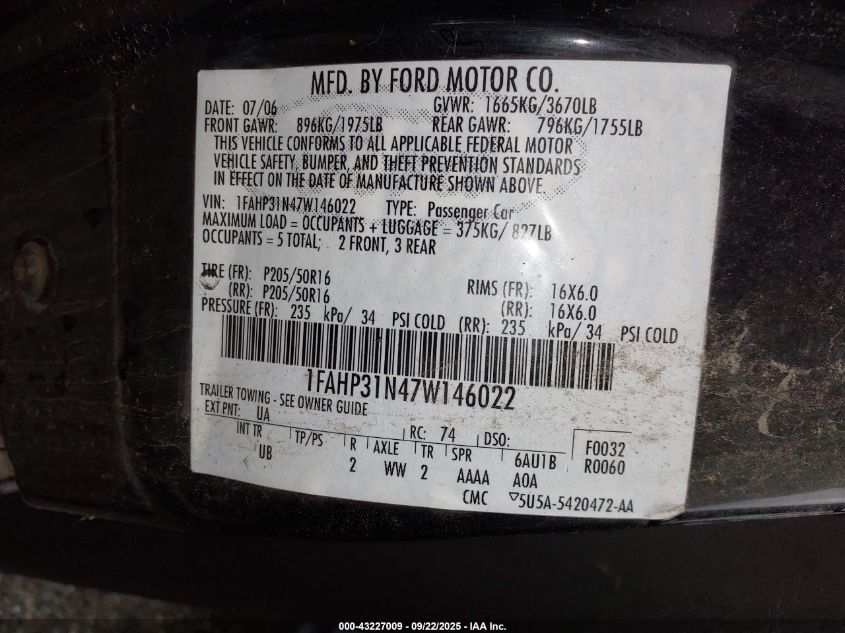 MFD. BY FORD MOTOR CO.
DATE: 07/06 GVWR: 1665KG/3670LB
FRONT GAWR: 896KG/1975LB REAR GAWR: 796KG/1755LB
THIS VEHICLE CONFORMS TO ALL APPLICABLE FEDERAL MOTOR
VEHICLE SAFETY, BUMPER, AND THEFT PREVENTION STANDARDS
IN EFFECT ON THE DATE OF MANUFACTURE SHOWN ABOVE.
VIN: 1FAHP31N47W146022 TYPE: Passenger Car
MAXIMUM LOAD = OCCUPANTS + LUGGAGE = 375KG/ 827LB
OCCUPANTS = 5 TOTAL; 2 FRONT, 3 REAR
TIRE (FR): P205/50R16 RIMS (FR): 16X6.0
(RR): P205/50R16 (RR): 16X6.0
PRESSURE (FR): 235 kPa/ 34 PSI COLD (RR): 235 kPa/ 34 PSI COLD
1FAHP31N47W146022
TRAILER TOWING - SEE OWNER GUIDE
EXT PNT: UA RC: 74 DSO: F0032
INT TR TP/PS R AXLE TR SPR 6AU1B R0060
UB 2 WW 2 AAAA A0A
CMC ▽5U5A-5420472-AA
000-43227009 - 09/22/2025 - IAA Inc.